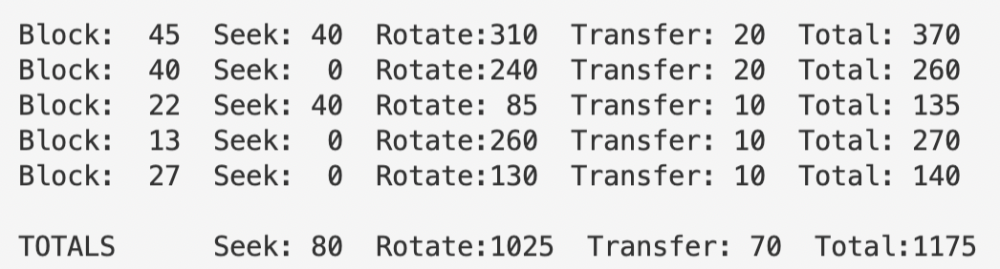 Block:  45  Seek: 40  Rotate:310  Transfer: 20  Total: 370
Block:  40  Seek:  0  Rotate:240  Transfer: 20  Total: 260
Block:  22  Seek: 40  Rotate: 85  Transfer: 10  Total: 135
Block:  13  Seek:  0  Rotate:260  Transfer: 10  Total: 270
Block:  27  Seek:  0  Rotate:130  Transfer: 10  Total: 140
TOTALS      Seek: 80  Rotate:1025  Transfer: 70  Total:1175